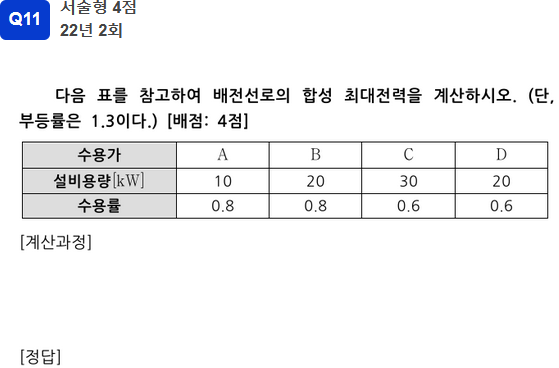 Q11
서술형 4점
22년 2회
다음 표를 참고하여 배전선로의 합성 최대전력을 계산하시오. (단,
부등률은 1.3이다.) [배점: 4점]
수용가 A B C D
설비용량[kW] 10 20 30 20
수용률 0.8 0.8 0.6 0.6
[계산과정]
[정답]